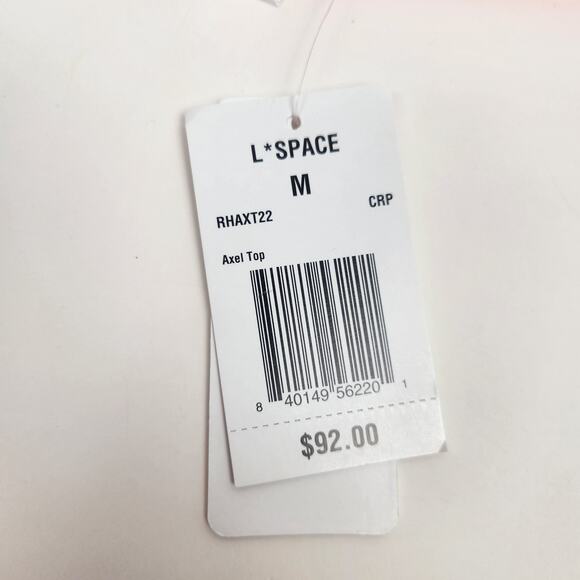 L*SPACE
M
RHAXT22 CRP
Axel Top
8 40149 56220 1
$92.00